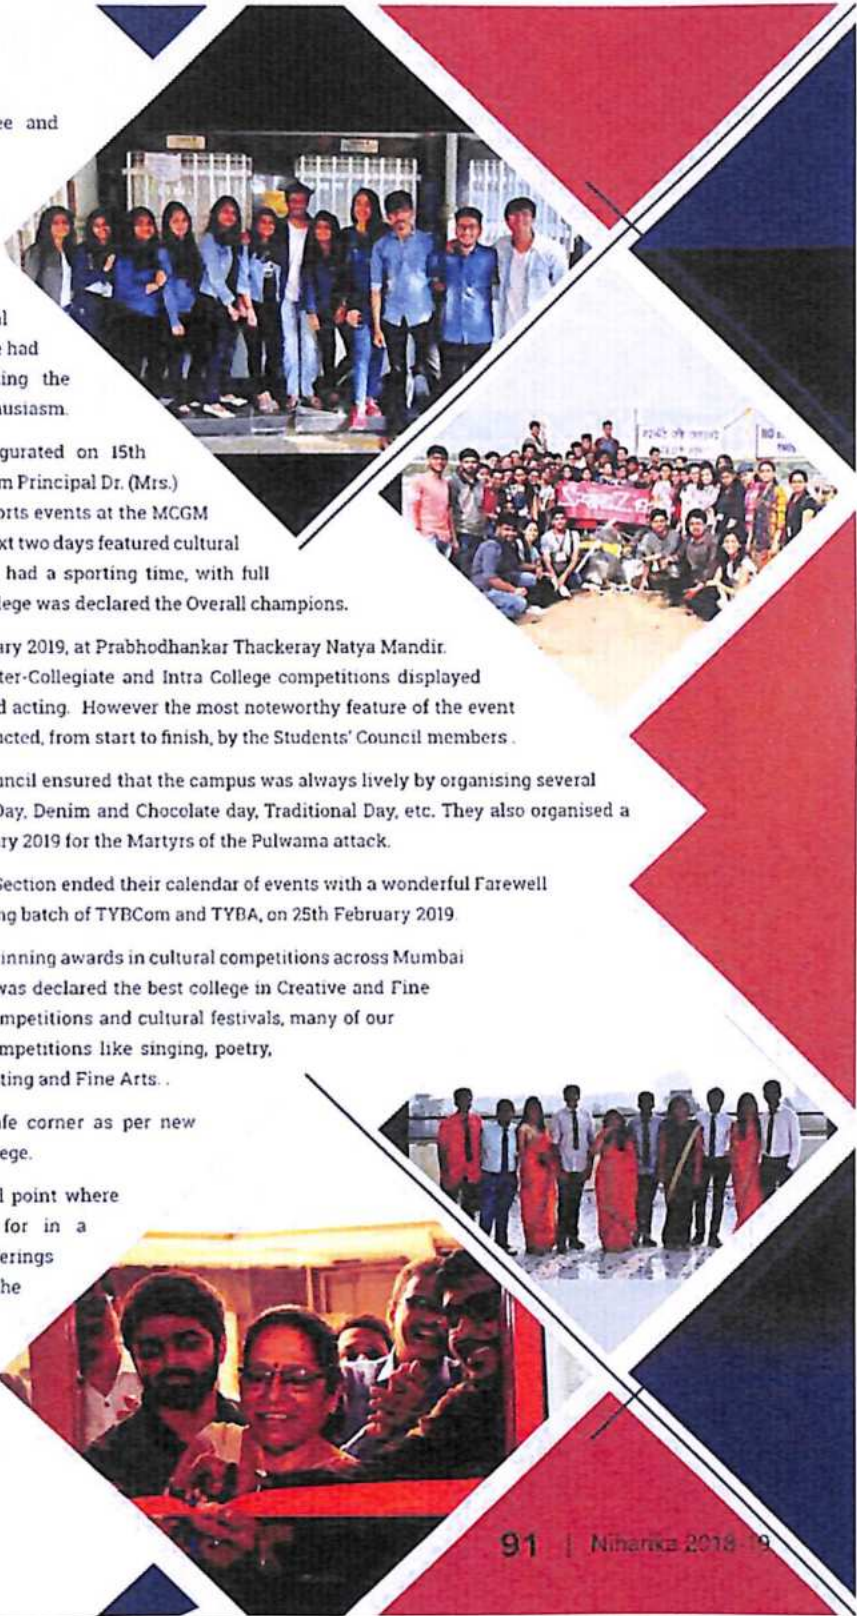 ee and
al
e had
ing the
husiasm.
gurated on 15th
m Principal Dr. (Mrs.)
orts events at the MCGM
xt two days featured cultural
had a sporting time, with full
lege was declared the Overall champions.
ary 2019, at Prabhodhankar Thackeray Natya Mandir.
ter-Collegiate and Intra College competitions displayed
d acting. However the most noteworthy feature of the event
ucted, from start to finish, by the Students' Council members .
uncil ensured that the campus was always lively by organising several
Day, Denim and Chocolate day, Traditional Day, etc. They also organised a
ry 2019 for the Martyrs of the Pulwama attack.
Section ended their calendar of events with a wonderful Farewell
ng batch of TYBCom and TYBA, on 25th February 2019.
inning awards in cultural competitions across Mumbai
was declared the best college in Creative and Fine
mpetitions and cultural festivals, many of our
mpetitions like singing, poetry,
ting and Fine Arts. .
afe corner as per new
ege.
l point where
for in a
erings
he
91 | Niharika 2018-19